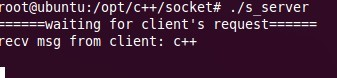 root@ubuntu:/opt/c++/socket# ./s_server
======waiting for client's request======
recv msg from client: c++